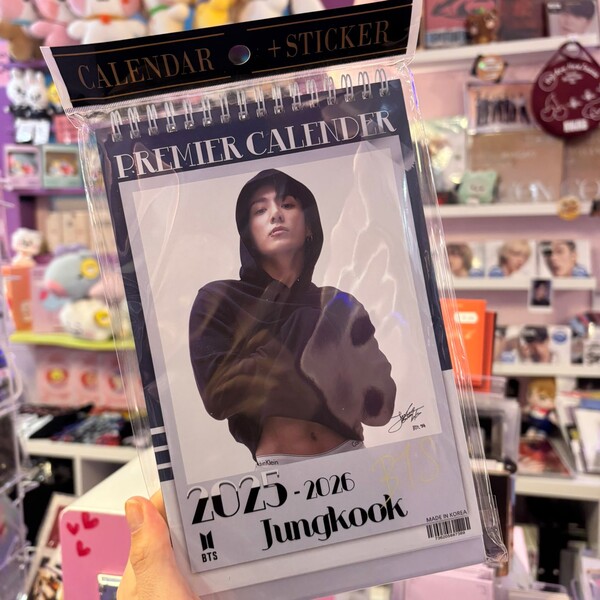 CALENDAR +STICKER
PREMIER CALENDER
2025-2026
Jungkook
BTS
MADE IN KOREA